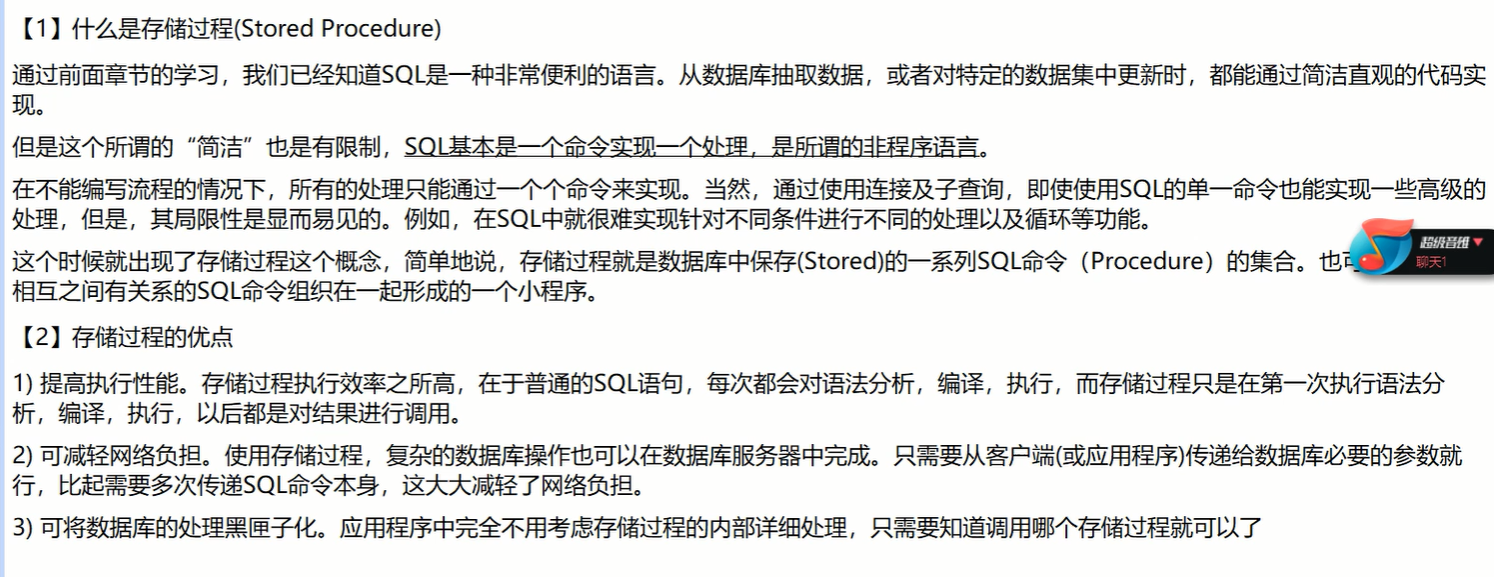 【1】什么是存储过程(Stored Procedure)
通过前面章节的学习，我们已经知道SQL是一种非常便利的语言。从数据库抽取数据，或者对特定的数据集中更新时，都能通过简洁直观的代码实
现。
但是这个所谓的“简洁”也是有限制，SQL基本是一个命令实现一个处理，是所谓的非程序语言。
在不能编写流程的情况下，所有的处理只能通过一个个命令来实现。当然，通过使用连接及子查询，即使使用SQL的单一命令也能实现一些高级的
处理，但是，其局限性是显而易见的。例如，在SQL中就很难实现针对不同条件进行不同的处理以及循环等功能。
这个时候就出现了存储过程这个概念，简单地说，存储过程就是数据库中保存(Stored)的一系列SQL命令（Procedure）的集合。也
相互之间有关系的SQL命令组织在一起形成的一个小程序。
超级音雄
聊天1
【2】存储过程的优点
1) 提高执行性能。存储过程执行效率之所高，在于普通的SQL语句，每次都会对语法分析，编译，执行，而存储过程只是在第一次执行语法分
析，编译，执行，以后都是对结果进行调用。
2) 可减轻网络负担。使用存储过程，复杂的数据库操作也可以在数据库服务器中完成。只需要从客户端(或应用程序)传递给数据库必要的参数就
行，比起需要多次传递SQL命令本身，这大大减轻了网络负担。
3) 可将数据库的处理黑匣子化。应用程序中完全不用考虑存储过程的内部详细处理，只需要知道调用哪个存储过程就可以了